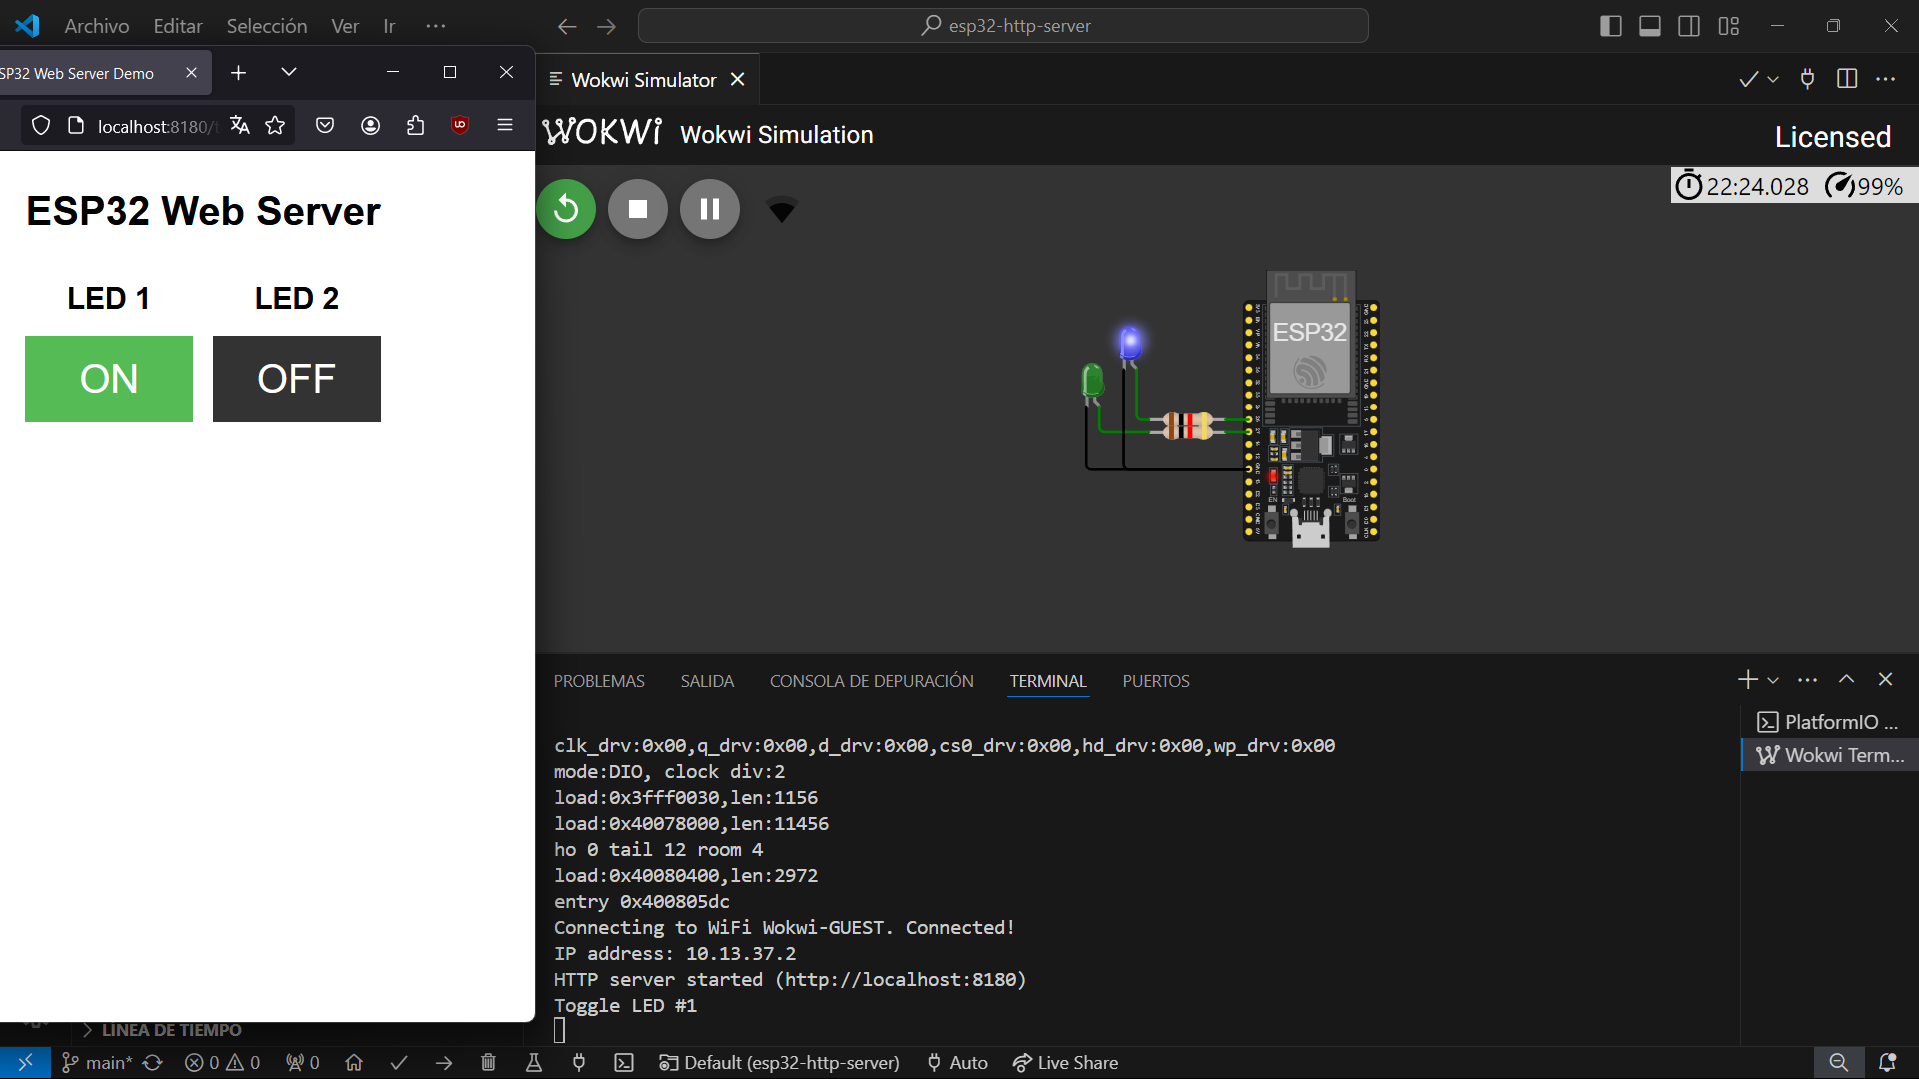 Archivo Editar Selección Ver Ir ···
esp32-http-server
SP32 Web Server Demo
Wokwi Simulator
localhost:8180/
WOKWi Wokwi Simulation
Licensed
22:24.028 99%
ESP32 Web Server
LED 1 LED 2
ON OFF
ESP32
EN Boot
PROBLEMAS SALIDA CONSOLA DE DEPURACIÓN TERMINAL PUERTOS
PlatformIO ...
Wokwi Term...
clk_drv:0x00,q_drv:0x00,d_drv:0x00,cs0_drv:0x00,hd_drv:0x00,wp_drv:0x00
mode:DIO, clock div:2
load:0x3fff0030,len:1156
load:0x40078000,len:11456
ho 0 tail 12 room 4
load:0x40080400,len:2972
entry 0x400805dc
Connecting to WiFi Wokwi-GUEST. Connected!
IP address: 10.13.37.2
HTTP server started (http://localhost:8180)
Toggle LED #1
LÍNEA DE TIEMPO
main* 0 0 0 Default (esp32-http-server) Auto Live Share